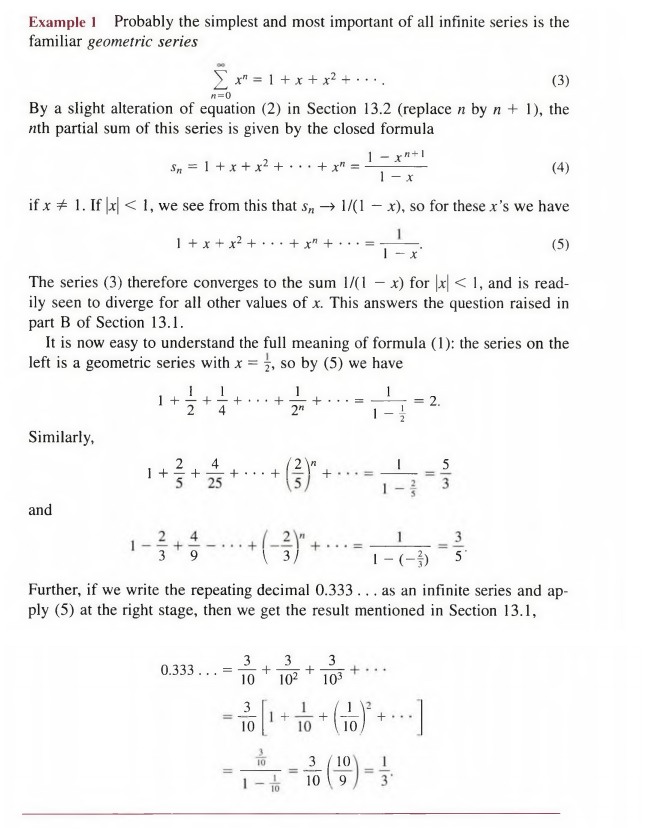 Example 1 Probably the simplest and most important of all infinite series is the
familiar geometric series
∞
∑ xⁿ = 1 + x + x² + · · · . (3)
n=0
By a slight alteration of equation (2) in Section 13.2 (replace n by n + 1), the
nth partial sum of this series is given by the closed formula
sₙ = 1 + x + x² + · · · + xⁿ = (1 − xⁿ⁺¹)/(1 − x) (4)
if x ≠ 1. If |x| < 1, we see from this that sₙ → 1/(1 − x), so for these x's we have
1 + x + x² + · · · + xⁿ + · · · = 1/(1 − x). (5)
The series (3) therefore converges to the sum 1/(1 − x) for |x| < 1, and is read-
ily seen to diverge for all other values of x. This answers the question raised in
part B of Section 13.1.
It is now easy to understand the full meaning of formula (1): the series on the
left is a geometric series with x = 1/2, so by (5) we have
1 + 1/2 + 1/4 + · · · + 1/2ⁿ + · · · = 1/(1 − 1/2) = 2.
Similarly,
1 + 2/5 + 4/25 + · · · + (2/5)ⁿ + · · · = 1/(1 − 2/5) = 5/3
and
1 − 2/3 + 4/9 − · · · + (−2/3)ⁿ + · · · = 1/(1 − (−2/3)) = 3/5.
Further, if we write the repeating decimal 0.333 . . . as an infinite series and ap-
ply (5) at the right stage, then we get the result mentioned in Section 13.1,
0.333 . . . = 3/10 + 3/10² + 3/10³ + · · ·
= 3/10 [1 + 1/10 + (1/10)² + · · ·]
= (3/10)/(1 − 1/10) = 3/10 (10/9) = 1/3.